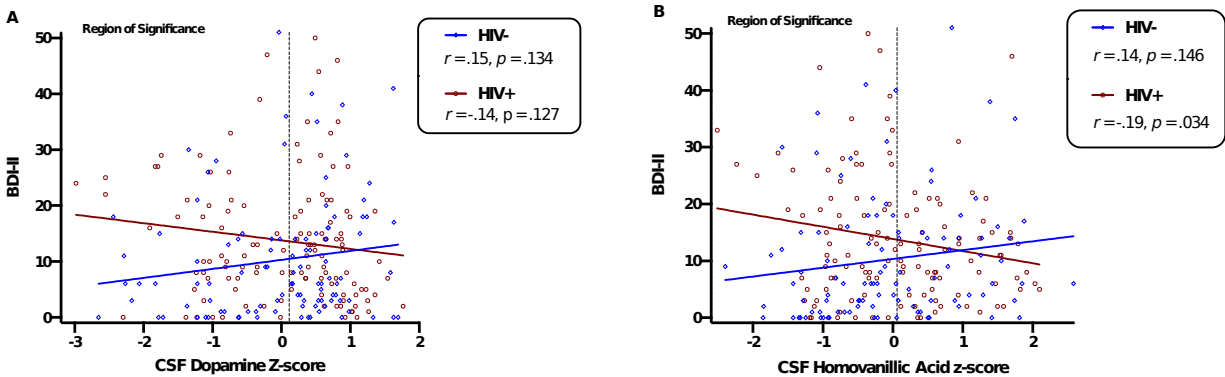 A
Region of Significance
HIV-
r = .15, p = .134
HIV+
r = -.14, p = .127
BDI-II
50
40
30
20
10
0
-3
-2
-1
0
1
2
CSF Dopamine Z-score
B
Region of Significance
HIV-
r = .14, p = .146
HIV+
r = -.19, p = .034
BDI-II
50
40
30
20
10
0
-2
-1
0
1
2
CSF Homovanillic Acid z-score